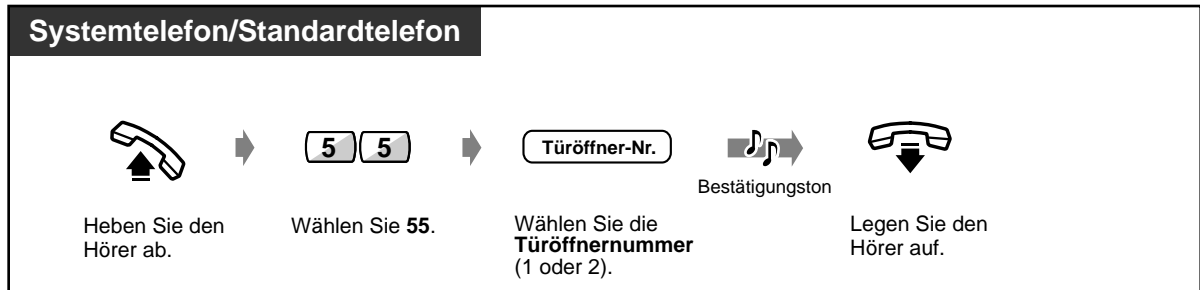 Systemtelefon/Standardtelefon
5 5
Türöffner-Nr.
Bestätigungston
Heben Sie den
Hörer ab.
Wählen Sie 55.
Wählen Sie die
Türöffnernummer
(1 oder 2).
Legen Sie den
Hörer auf.